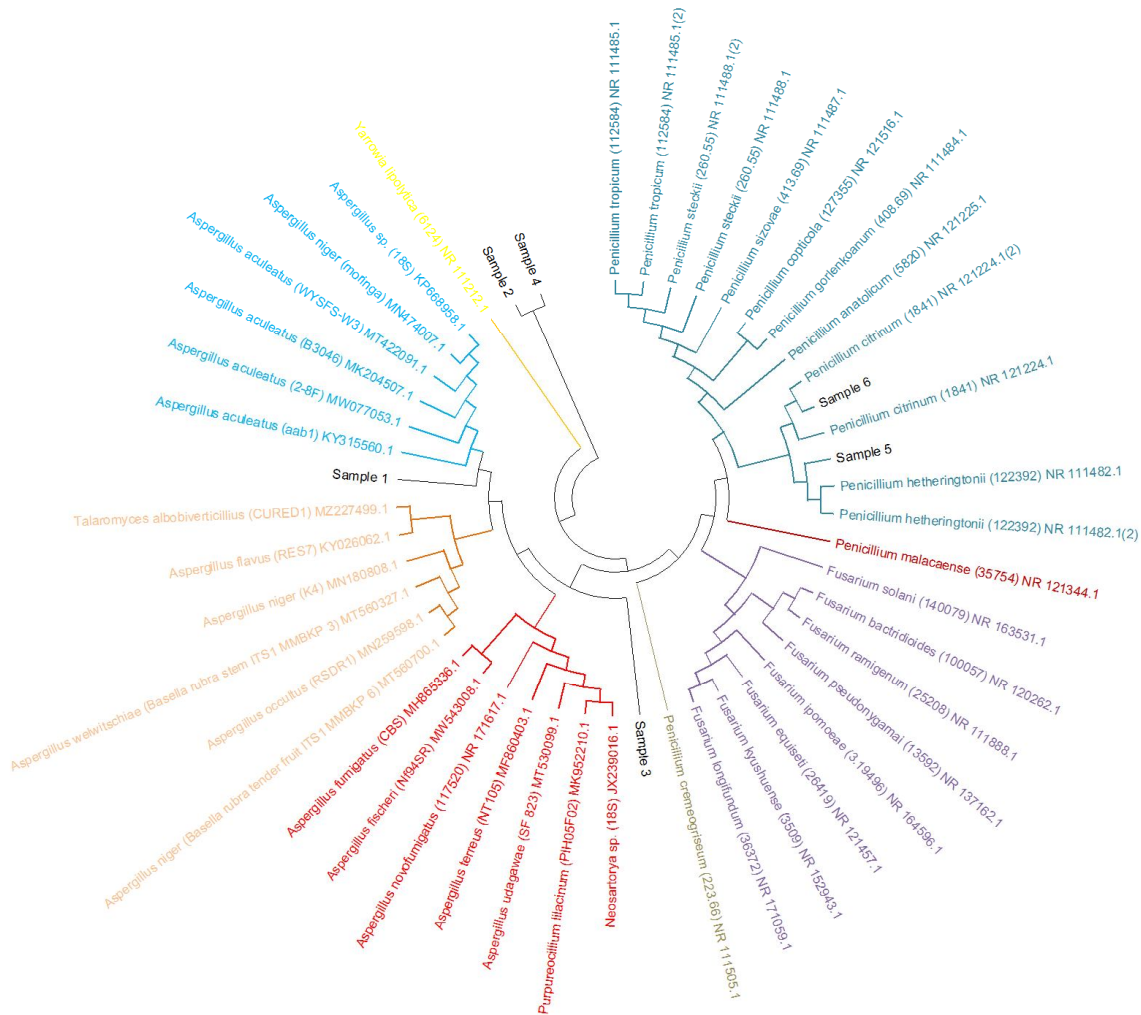 Penicillium tropicum (112584) NR 111485.1
Penicillium tropicum (112584) NR 111485.1(2)
Penicillium steckii (260.55) NR 111488.1(2)
Penicillium steckii (260.55) NR 111488.1
Penicillium sizovae (413.69) NR 111487.1
Penicillium copticola (127355) NR 121516.1
Penicillium gorlenkoanum (408.69) NR 111484.1
Penicillium anatolicum (5820) NR 121225.1
Penicillium citrinum (1841) NR 121224.1(2)
Sample 6
Penicillium citrinum (1841) NR 121224.1
Sample 5
Penicillium hetheringtonii (122392) NR 111482.1
Penicillium hetheringtonii (122392) NR 111482.1(2)
Penicillium malacaense (35754) NR 121344.1
Fusarium solani (140079) NR 163531.1
Fusarium bactridioides (100057) NR 120262.1
Fusarium ramigenum (25208) NR 111888.1
Fusarium pseudonygamai (13592) NR 137162.1
Fusarium ipomoeae (3.19496) NR 164596.1
Fusarium equiseti (26419) NR 121457.1
Fusarium kyushuense (3509) NR 152943.1
Fusarium longifundum (36372) NR 171059.1
Penicillium cremeogriseum (223.66) NR 111505.1
Sample 3
Neosartorya sp. (18S) JX239016.1
Purpureocillium lilacinum (PIH05F02) MK952210.1
Aspergillus udagawae (SF 823) MT530099.1
Aspergillus terreus (NT105) MF860403.1
Aspergillus novofumigatus (117520) NR 171617.1
Aspergillus fischeri (Nf94SR) MW543008.1
Aspergillus fumigatus (CBS) MH865336.1
Aspergillus niger (Basella rubra tender fruit ITS1 MMBKP 6) MT560700.1
Aspergillus occultus (RSDR1) MN259598.1
Aspergillus welwitschiae (Basella rubra stem ITS1 MMBKP 3) MT560327.1
Aspergillus niger (K4) MN180808.1
Aspergillus flavus (RES7) KY026062.1
Talaromyces albobiverticillius (CURED1) MZ227499.1
Sample 1
Aspergillus aculeatus (aab1) KY315560.1
Aspergillus aculeatus (2-8F) MW077053.1
Aspergillus aculeatus (B3046) MK204507.1
Aspergillus aculeatus (WYSFS-W3) MT422091.1
Aspergillus niger (moringa) MN474007.1
Aspergillus sp. (18S) KP668958.1
Yarrowia lipolytica (6124) NR 111212.1
Sample 2
Sample 4